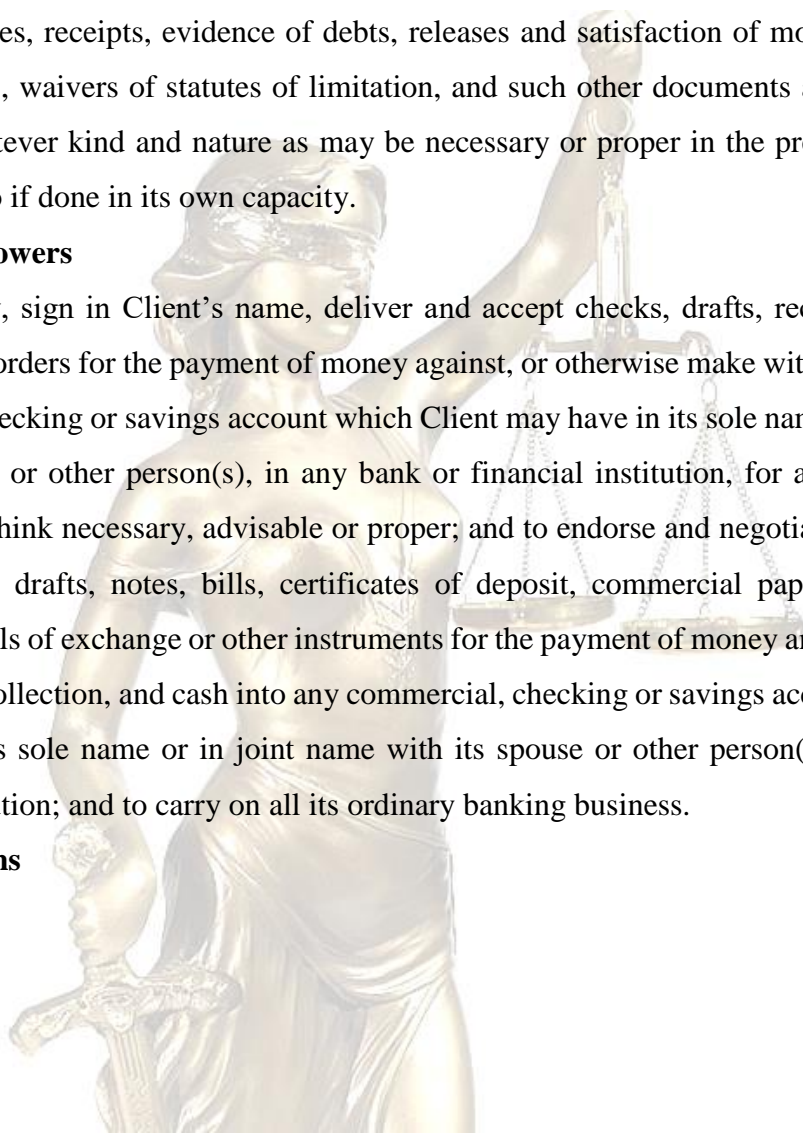 es, receipts, evidence of debts, releases and satisfaction of mo
, waivers of statutes of limitation, and such other documents a
tever kind and nature as may be necessary or proper in the pr
o if done in its own capacity.
owers
, sign in Client’s name, deliver and accept checks, drafts, rec
orders for the payment of money against, or otherwise make wit
ecking or savings account which Client may have in its sole nam
or other person(s), in any bank or financial institution, for a
hink necessary, advisable or proper; and to endorse and negotia
drafts, notes, bills, certificates of deposit, commercial pap
ls of exchange or other instruments for the payment of money an
ollection, and cash into any commercial, checking or savings acc
s sole name or in joint name with its spouse or other person(
ution; and to carry on all its ordinary banking business.
ns